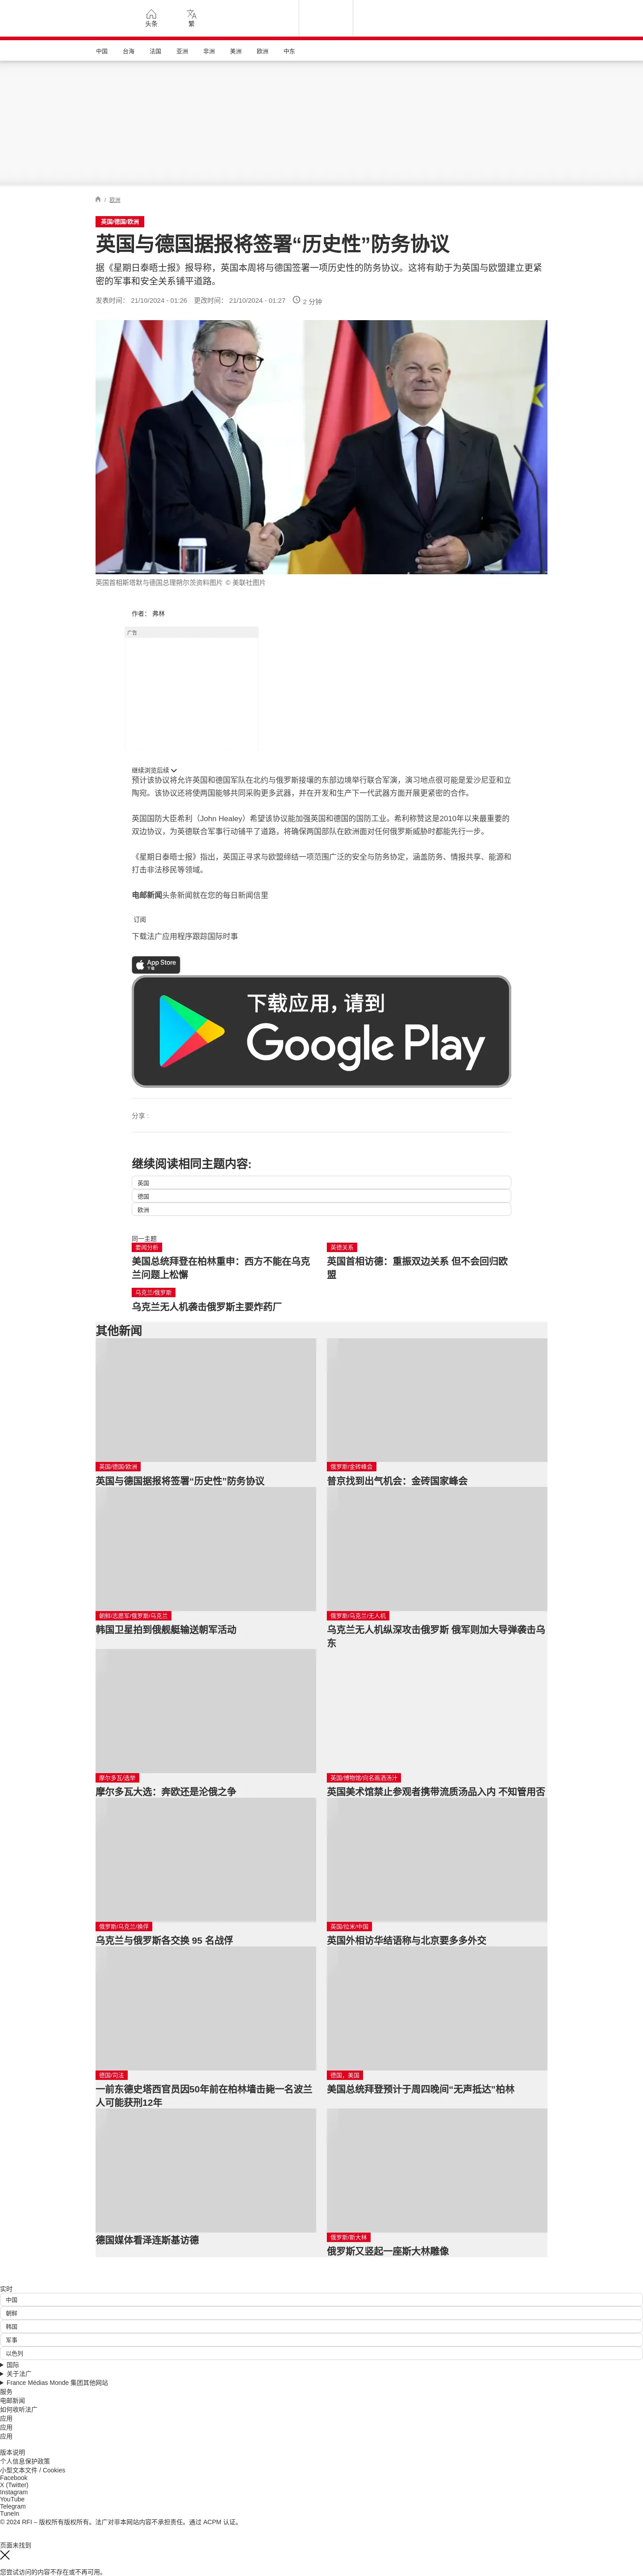 头条
繁
中国
台海
法国
亚洲
非洲
美洲
欧洲
中东
/ 欧洲
英国/德国/欧洲
英国与德国据报将签署“历史性”防务协议
据《星期日泰晤士报》报导称，英国本周将与德国签署一项历史性的防务协议。这将有助于为英国与欧盟建立更紧
密的军事和安全关系铺平道路。
发表时间： 21/10/2024 - 01:26 更改时间： 21/10/2024 - 01:27 2 分钟
英国首相斯塔默与德国总理朔尔茨资料图片 © 美联社图片
作者： 弗林
广告
继续浏览后续
预计该协议将允许英国和德国军队在北约与俄罗斯接壤的东部边境举行联合军演，演习地点很可能是爱沙尼亚和立
陶宛。该协议还将使两国能够共同采购更多武器，并在开发和生产下一代武器方面开展更紧密的合作。
英国国防大臣希利（John Healey）希望该协议能加强英国和德国的国防工业。希利称赞这是2010年以来最重要的
双边协议，为英德联合军事行动铺平了道路，将确保两国部队在欧洲面对任何俄罗斯威胁时都能先行一步。
《星期日泰晤士报》指出，英国正寻求与欧盟缔结一项范围广泛的安全与防务协定，涵盖防务、情报共享、能源和
打击非法移民等领域。
电邮新闻头条新闻就在您的每日新闻信里
订阅
下载法广应用程序跟踪国际时事
App Store
下载
下载应用，请到
Google Play
分享 :
继续阅读相同主题内容:
英国
德国
欧洲
同一主题
要闻分析
美国总统拜登在柏林重申：西方不能在乌克
兰问题上松懈
英德关系
英国首相访德：重振双边关系 但不会回归欧
盟
乌克兰/俄罗斯
乌克兰无人机袭击俄罗斯主要炸药厂
其他新闻
英国/德国/欧洲
英国与德国据报将签署“历史性”防务协议
俄罗斯/金砖峰会
普京找到出气机会：金砖国家峰会
朝鲜/志愿军/俄罗斯/乌克兰
韩国卫星拍到俄舰艇输送朝军活动
俄罗斯/乌克兰/无人机
乌克兰无人机纵深攻击俄罗斯 俄军则加大导弹袭击乌
东
摩尔多瓦/选举
摩尔多瓦大选：奔欧还是沦俄之争
英国/博物馆/向名画洒汤汁
英国美术馆禁止参观者携带流质汤品入内 不知管用否
俄罗斯/乌克兰/换俘
乌克兰与俄罗斯各交换 95 名战俘
英国/拉米/中国
英国外相访华结语称与北京要多多外交
德国/司法
一前东德史塔西官员因50年前在柏林墙击毙一名波兰
人可能获刑12年
德国，美国
美国总统拜登预计于周四晚间“无声抵达”柏林
德国媒体看泽连斯基访德
俄罗斯/斯大林
俄罗斯又竖起一座斯大林雕像
实时
中国
朝鲜
韩国
军事
以色列
国际
关于法广
France Médias Monde 集团其他网站
服务
电邮新闻
如何收听法广
应用
应用
应用
版本说明
个人信息保护政策
小型文本文件 / Cookies
Facebook
X (Twitter)
Instagram
YouTube
Telegram
TuneIn
© 2024 RFI – 版权所有版权所有。法广对非本网站内容不承担责任。通过 ACPM 认证。
页面未找到
您尝试访问的内容不存在或不再可用。